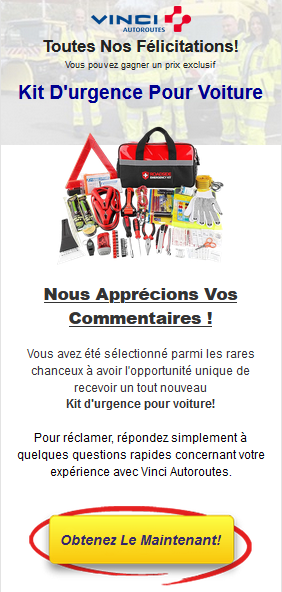 VINCI
AUTOROUTES
Toutes Nos Félicitations!
Vous pouvez gagner un prix exclusif
Kit D'urgence Pour Voiture
EMERGENCY KIT
Nous Apprécions Vos
Commentaires !
Vous avez été sélectionné parmi les rares
chanceux à avoir l'opportunité unique de
recevoir un tout nouveau
Kit d'urgence pour voiture!
Pour réclamer, répondez simplement à
quelques questions rapides concernant votre
expérience avec Vinci Autoroutes.
Obtenez Le Maintenant!